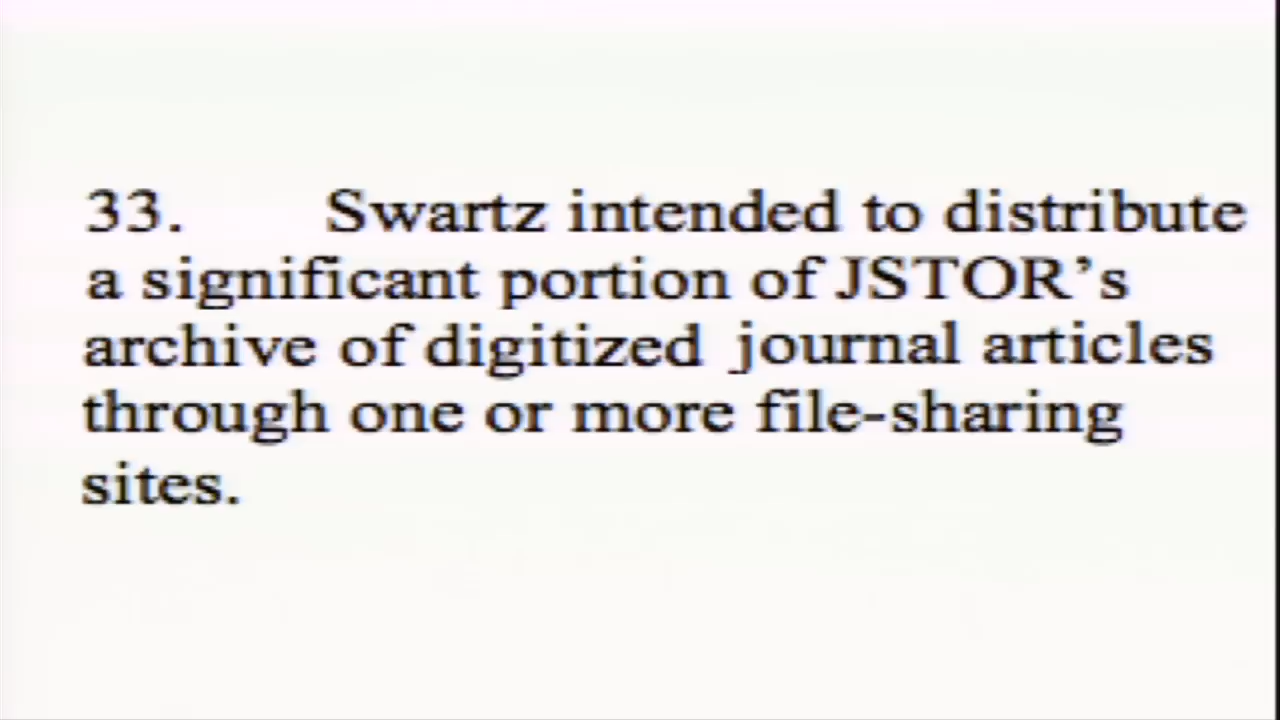 33. Swartz intended to distribute
a significant portion of JSTOR's
archive of digitized journal articles
through one or more file-sharing
sites.